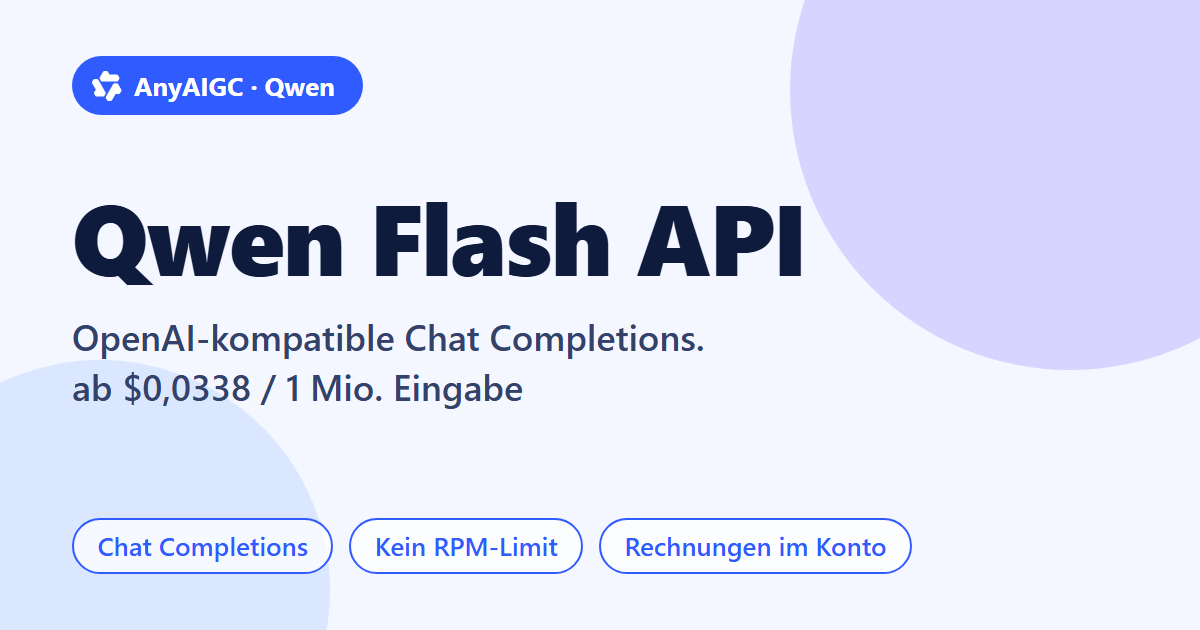 AnyAIGC · Qwen
Qwen Flash API
OpenAI-kompatible Chat Completions.
ab $0,0338 / 1 Mio. Eingabe
Chat Completions
Kein RPM-Limit
Rechnungen im Konto